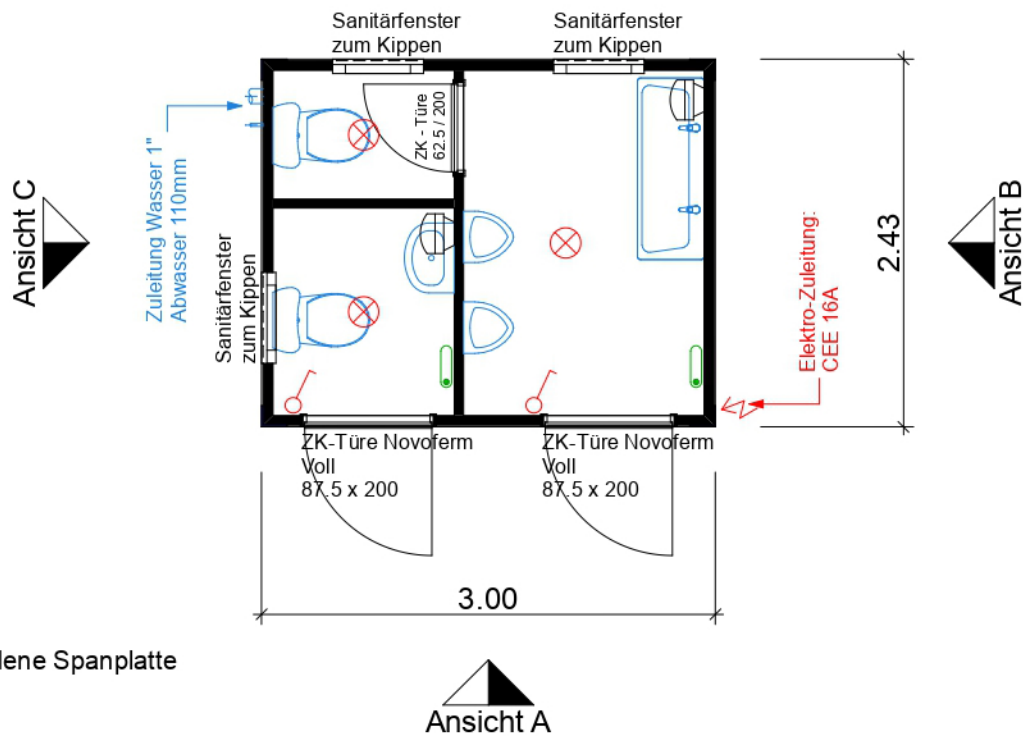 Sanitärfenster
zum Kippen
Sanitärfenster
zum Kippen
ZK - Türe
62.5 / 200
Zuleitung Wasser 1"
Abwasser 110mm
Ansicht C
Sanitärfenster
zum Kippen
2.43
Ansicht B
Elektro-Zuleitung:
CEE 16A
ZK-Türe Novoferm
Voll
87.5 x 200
ZK-Türe Novoferm
Voll
87.5 x 200
3.00
lene Spanplatte
Ansicht A